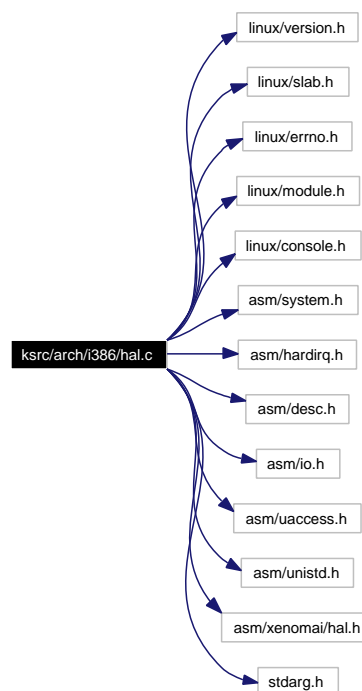 linux/version.h
linux/slab.h
linux/errno.h
linux/module.h
linux/console.h
asm/system.h
ksrc/arch/i386/hal.c
asm/hardirq.h
asm/desc.h
asm/io.h
asm/uaccess.h
asm/unistd.h
asm/xenomai/hal.h
stdarg.h